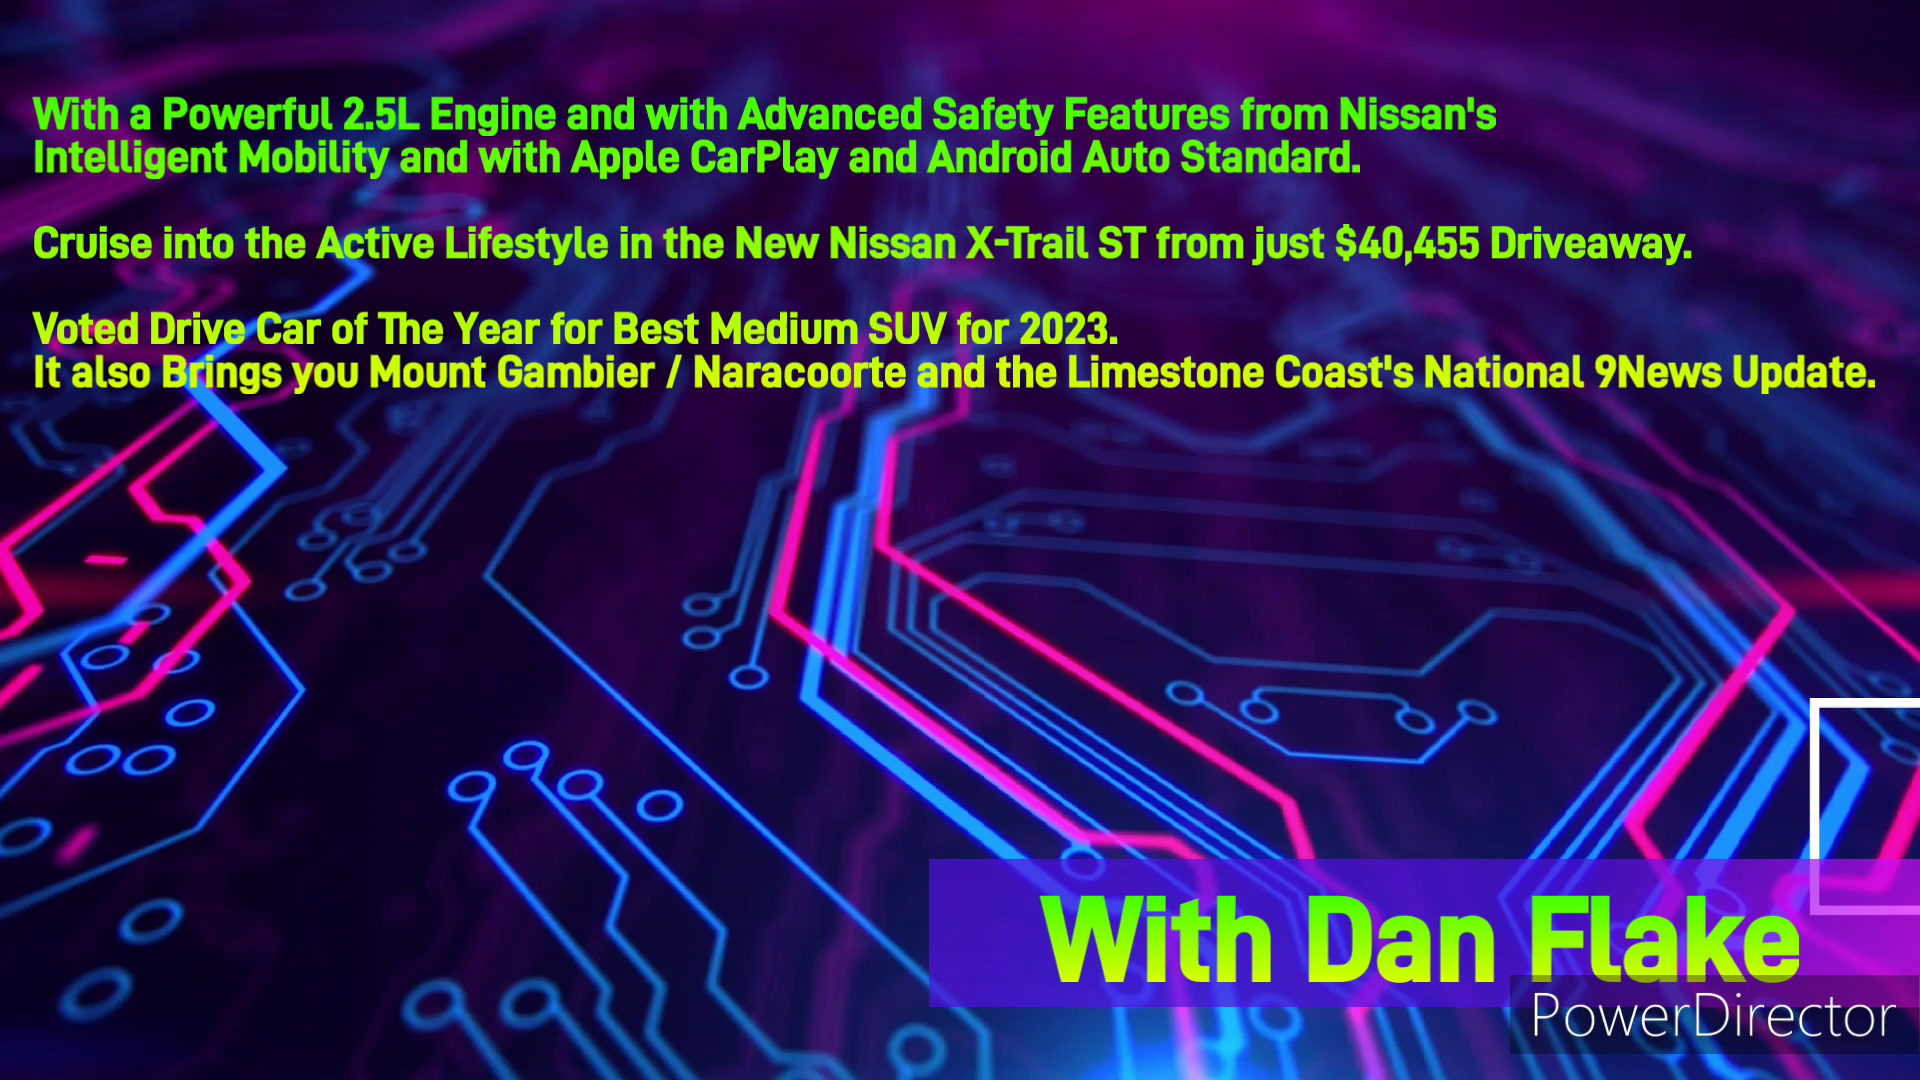 With a Powerful 2.5L Engine and with Advanced Safety Features from Nissan's
Intelligent Mobility and with Apple CarPlay and Android Auto Standard.
Cruise into the Active Lifestyle in the New Nissan X-Trail ST from just $40,455 Driveaway.
Voted Drive Car of The Year for Best Medium SUV for 2023.
It also Brings you Mount Gambier / Naracoorte and the Limestone Coast's National 9News Update.
With Dan Flake
PowerDirector